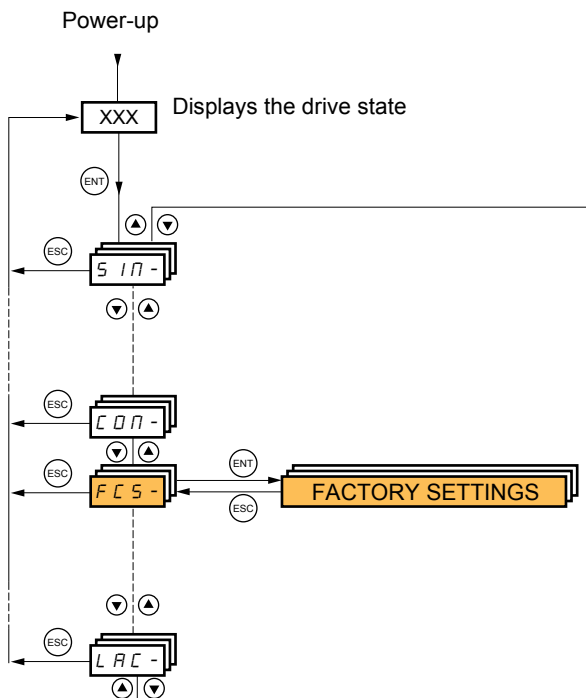 Power-up
XXX
Displays the drive state
ENT
ESC
SIM-
ESC
COM-
ESC
FCS-
ENT
FACTORY SETTINGS
ESC
ESC
LAC-